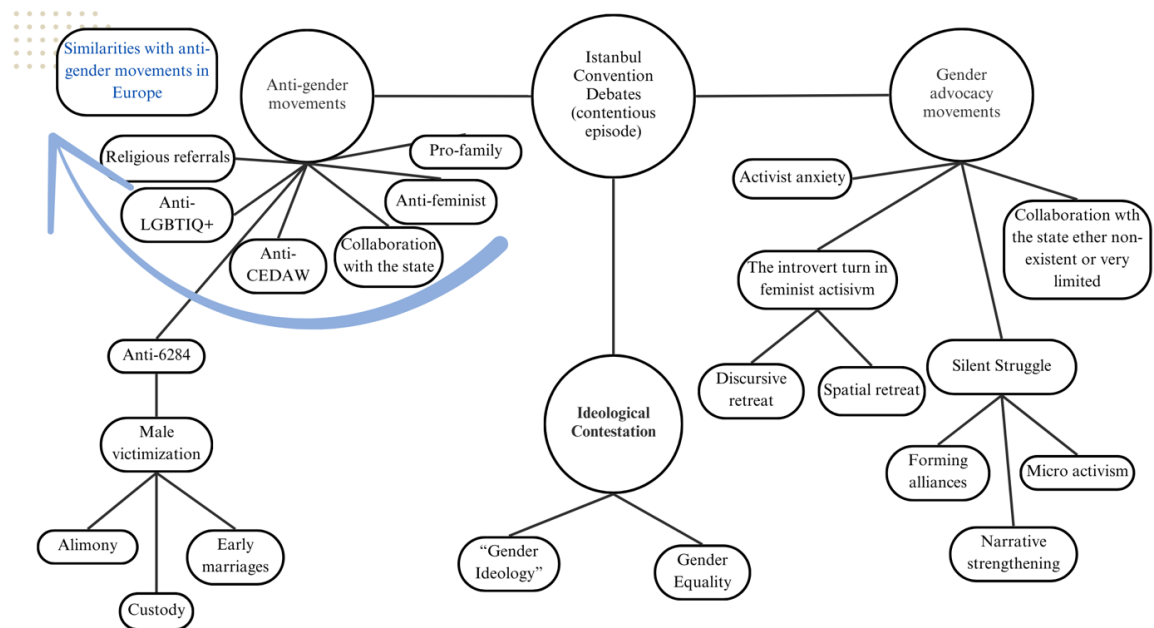 Similarities with anti-
gender movements in
Europe
Anti-gender
movements
Istanbul
Convention
Debates
(contentious
episode)
Gender
advocacy
movements
Religious referrals
Pro-family
Anti-
LGBTIQ+
Anti-feminist
Anti-
CEDAW
Collaboration
with the state
Activist anxiety
Collaboration wth
the state ether non-
existent or very
limited
The introvert turn in
feminist actisivm
Anti-6284
Discursive
retreat
Spatial retreat
Silent Struggle
Male
victimization
Ideological
Contestation
Forming
alliances
Micro activism
Alimony
Early
marriages
Custody
“Gender
Ideology”
Gender
Equality
Narrative
strengthening